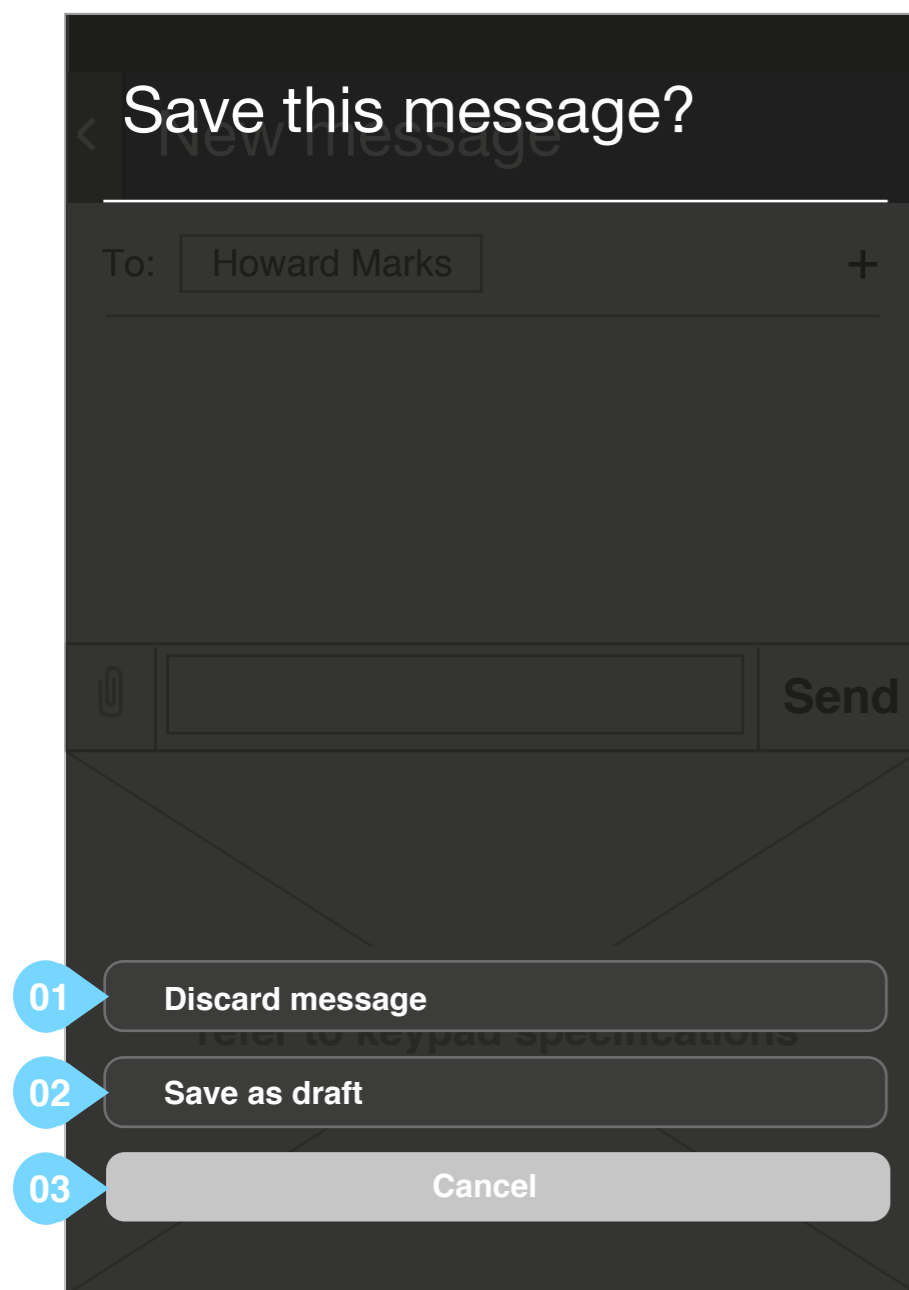 Save this message?
New message
To: Howard Marks +
Send
01 Discard message
refer to keypad specifications
02 Save as draft
03 Cancel